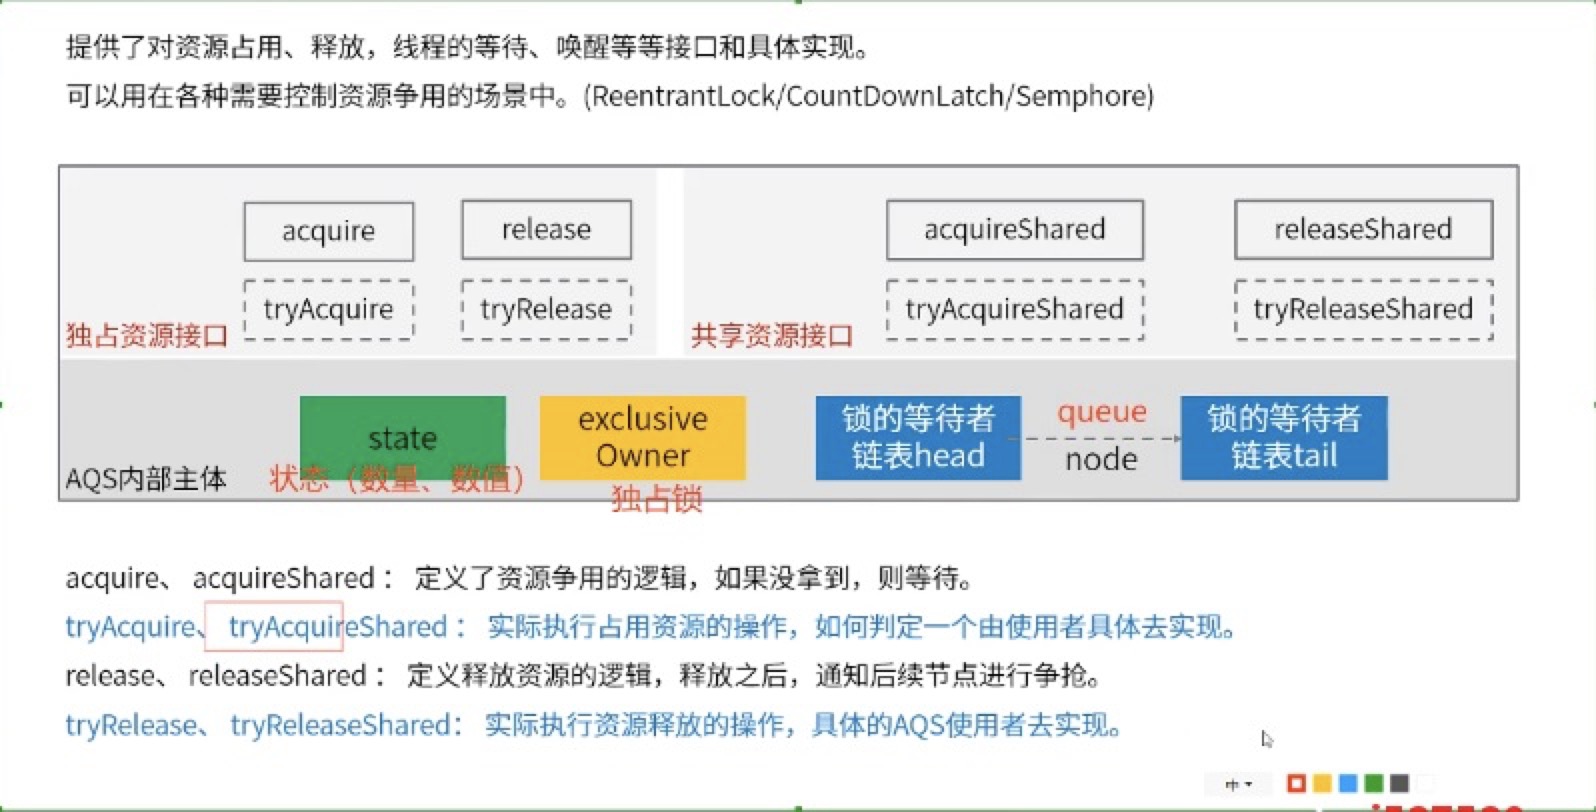 提供了对资源占用、释放，线程的等待、唤醒等等接口和具体实现。
可以用在各种需要控制资源争用的场景中。(ReentrantLock/CountDownLatch/Semphore)
acquire
release
acquireShared
releaseShared
tryAcquire
tryRelease
tryAcquireShared
tryReleaseShared
独占资源接口
共享资源接口
state
exclusive
Owner
锁的等待者
链表head
queue
node
锁的等待者
链表tail
AQS内部主体
状态（数量、数值）
独占锁
acquire、 acquireShared： 定义了资源争用的逻辑，如果没拿到，则等待。
tryAcquire、 tryAcquireShared： 实际执行占用资源的操作，如何判定一个由使用者具体去实现。
release、 releaseShared： 定义释放资源的逻辑，释放之后，通知后续节点进行争抢。
tryRelease、 tryReleaseShared： 实际执行资源释放的操作，具体的AQS使用者去实现。
中